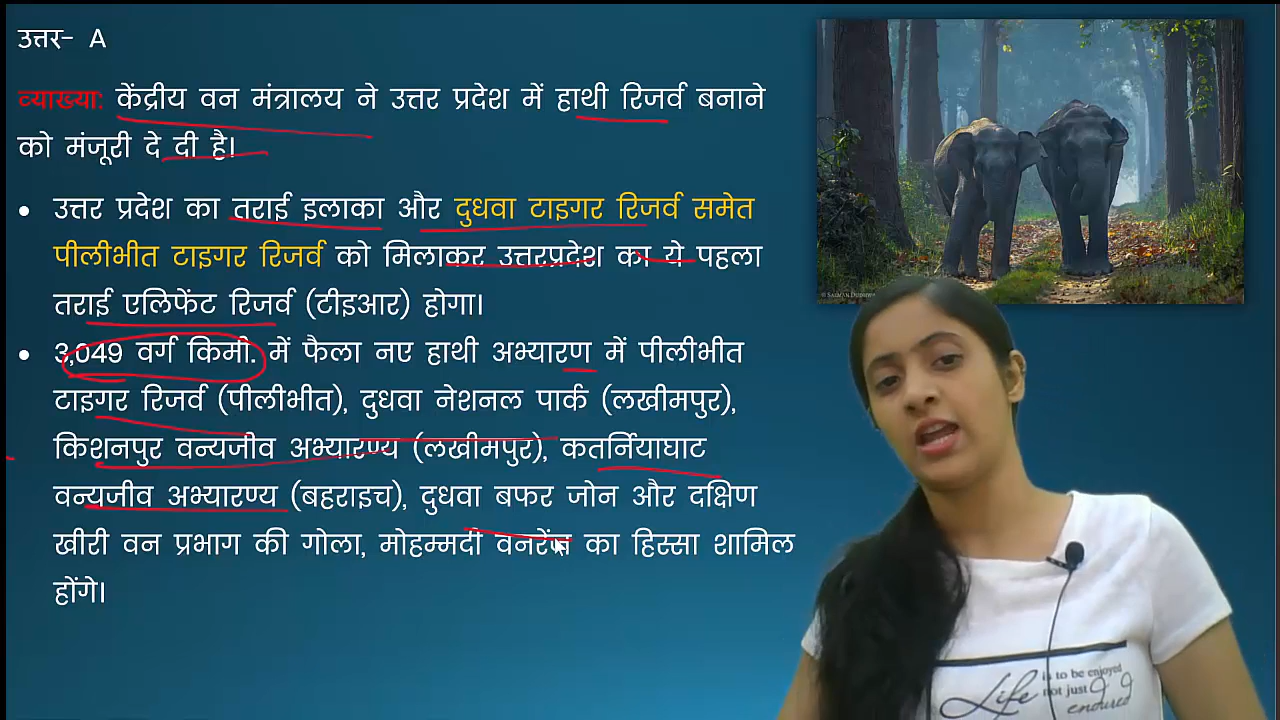 उत्तर- A
व्याख्या: केंद्रीय वन मंत्रालय ने उत्तर प्रदेश में हाथी रिजर्व बनाने
को मंजूरी दे दी है।
• उत्तर प्रदेश का तराई इलाका और दुधवा टाइगर रिजर्व समेत
पीलीभीत टाइगर रिजर्व को मिलाकर उत्तरप्रदेश का ये पहला
तराई एलिफेंट रिजर्व (टीइआर) होगा।
• 3,049 वर्ग किमी. में फैला नए हाथी अभ्यारण में पीलीभीत
टाइगर रिजर्व (पीलीभीत), दुधवा नेशनल पार्क (लखीमपुर),
किशनपुर वन्यजीव अभ्यारण्य (लखीमपुर), कतर्नियाघाट
वन्यजीव अभ्यारण्य (बहराइच), दुधवा बफर जोन और दक्षिण
खीरी वन प्रभाग की गोला, मोहम्मदी वनरेंज का हिस्सा शामिल
होंगे।
Life is to be enjoyed
not just
endured